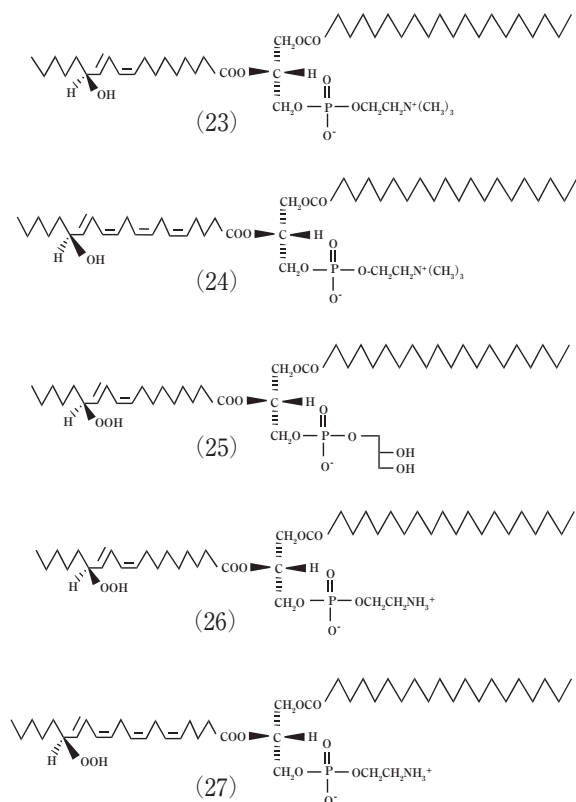 CH₂OCO
COO C H
H OH
O
CH₂O P OCH₂CH₂N⁺(CH₃)₃
O⁻
(23)
CH₂OCO
COO C H
H OH
O
CH₂O P O-CH₂CH₂N⁺(CH₃)₃
O⁻
(24)
CH₂OCO
COO C H
H OOH
O
CH₂O P O OH
O⁻ OH
(25)
CH₂OCO
COO C H
H OOH
O
CH₂O P OCH₂CH₂NH₃⁺
O⁻
(26)
CH₂OCO
COO C H
H OOH
O
CH₂O P OCH₂CH₂NH₃⁺
O⁻
(27)